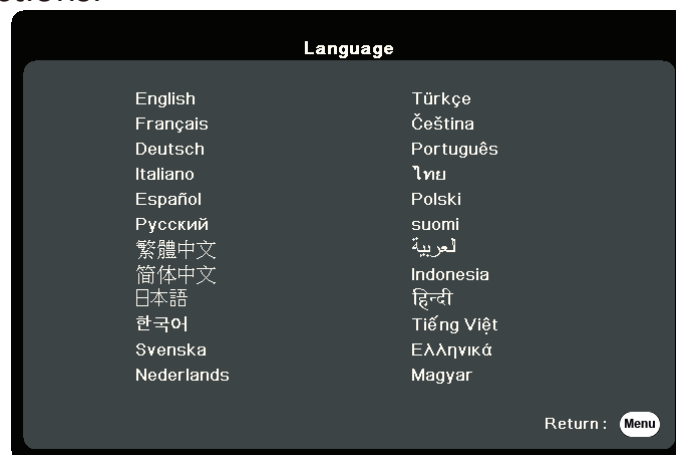 Language
English
Français
Deutsch
Italiano
Español
Русский
繁體中文
简体中文
日本語
한국어
Svenska
Nederlands
Türkçe
Čeština
Português
ไทย
Polski
suomi
العربية
Indonesia
हिन्दी
Tiếng Việt
Ελληνικά
Magyar
Return : Menu